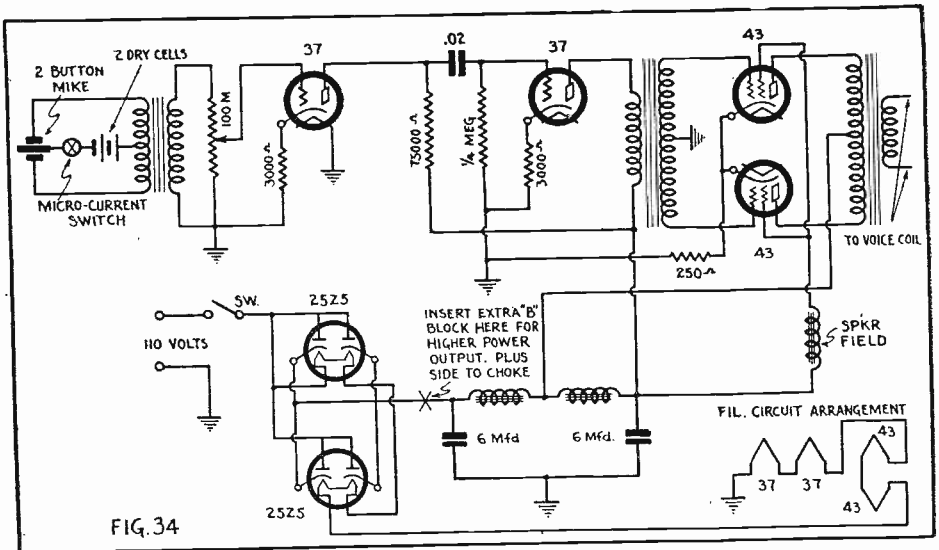 2 BUTTON
MIKE
2 DRY CELLS
MICRO-CURRENT
SWITCH
100 M
37
3000 Ω
.02
75000 Ω
1/4 MEG
37
3000 Ω
43
43
250 Ω
TO VOICE COIL
SPKR
FIELD
110 VOLTS
SW.
2525
2525
INSERT EXTRA "B"
BLOCK HERE FOR
HIGHER POWER
OUTPUT. PLUS
SIDE TO CHOKE
6 Mfd
6 Mfd.
FIL. CIRCUIT ARRANGEMENT
37
37
43
43
FIG.34